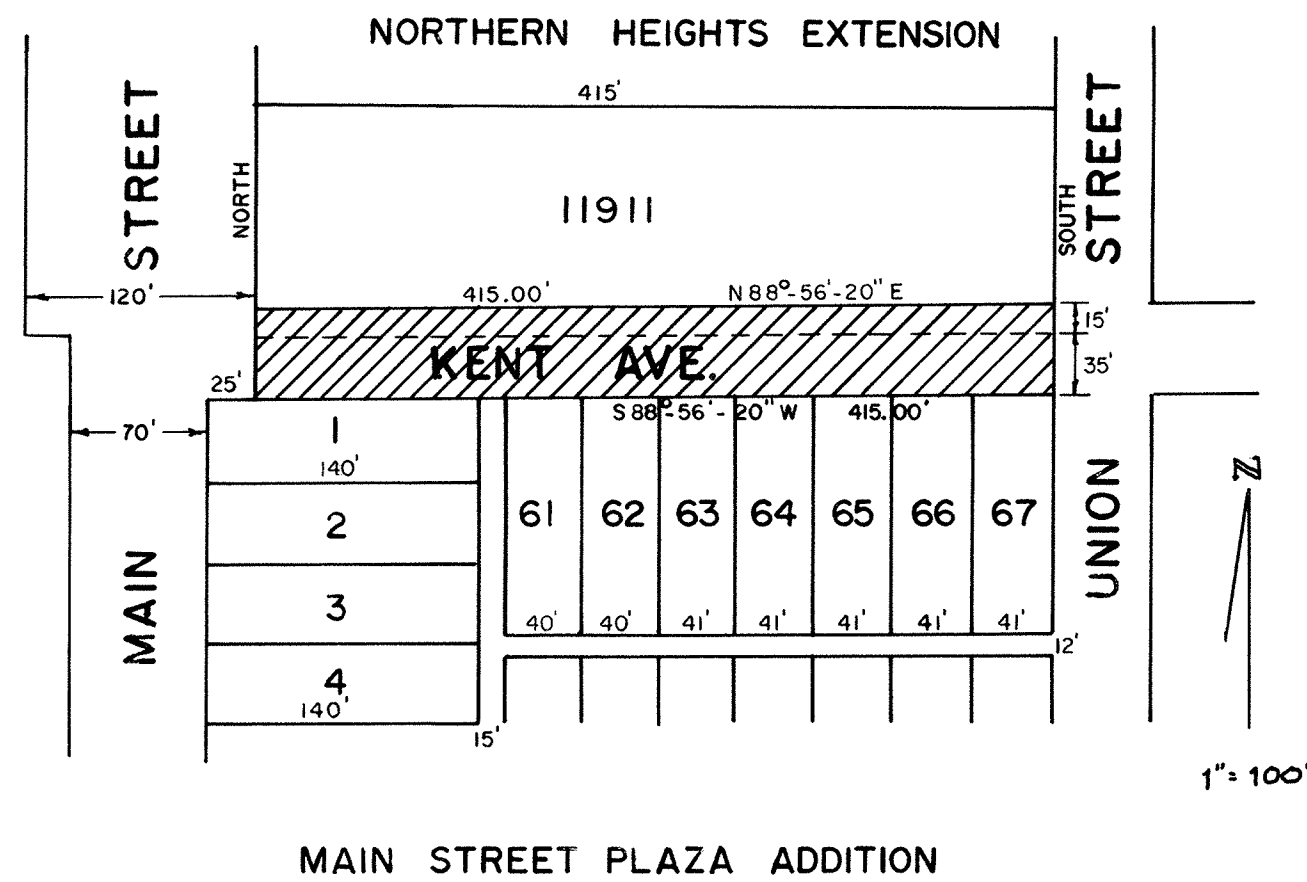 NORTHERN HEIGHTS EXTENSION
415'
STREET
NORTH
11911
SOUTH
STREET
120'
415.00'
N 88°-56'-20" E
15'
KENT AVE.
35'
25'
S 88°-56'-20" W
415.00'
70'
1
140'
2
3
4
140'
15'
61
62
63
64
65
66
67
40'
40'
41'
41'
41'
41'
41'
12'
MAIN
UNION
N
1"= 100'
MAIN STREET PLAZA ADDITION